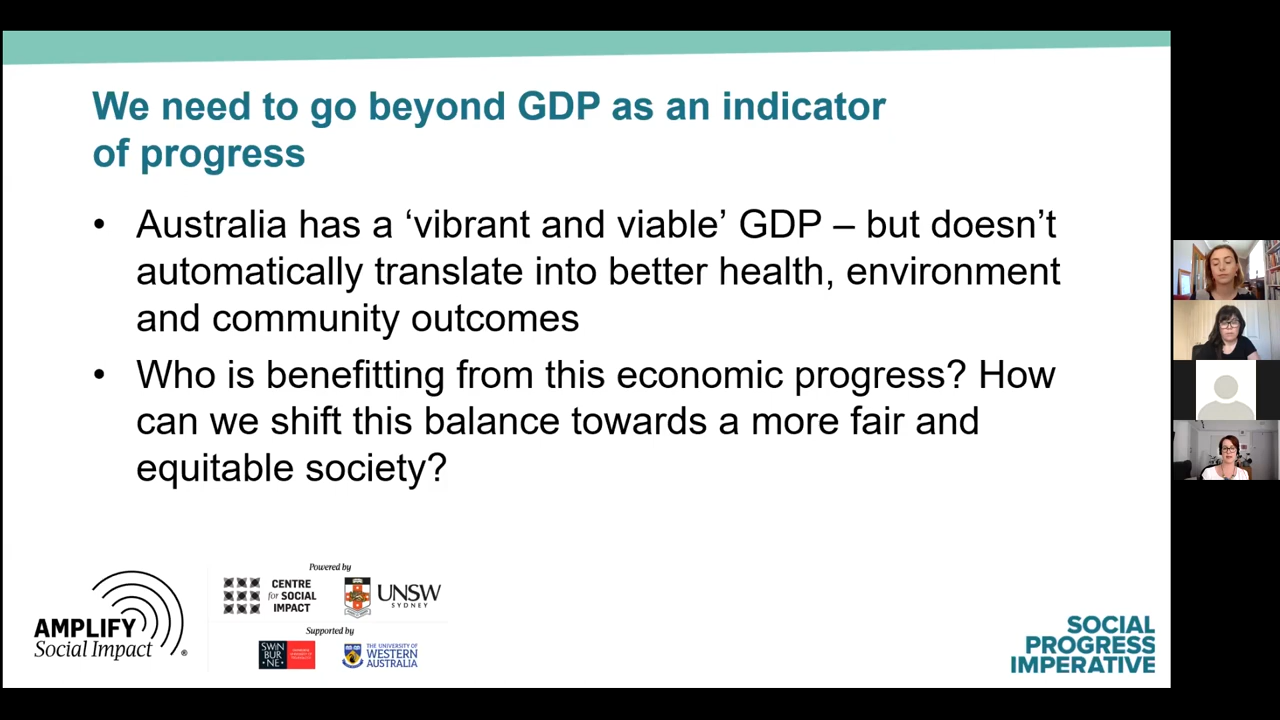 We need to go beyond GDP as an indicator
of progress
• Australia has a ‘vibrant and viable’ GDP – but doesn’t
automatically translate into better health, environment
and community outcomes
• Who is benefitting from this economic progress? How
can we shift this balance towards a more fair and
equitable society?
AMPLIFY
Social Impact
®
Powered by
CENTRE
for SOCIAL
IMPACT
UNSW
SYDNEY
Supported by
SWIN
BUR
NE
THE UNIVERSITY OF
WESTERN
AUSTRALIA
SOCIAL
PROGRESS
IMPERATIVE